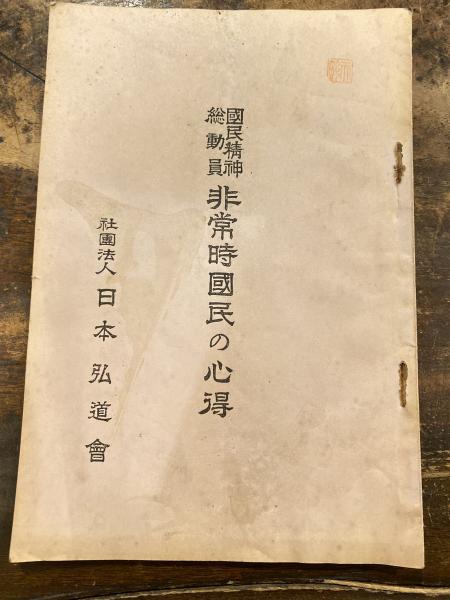 國民精神
総動員
非常時國民の心得
社團法人 日本弘道會